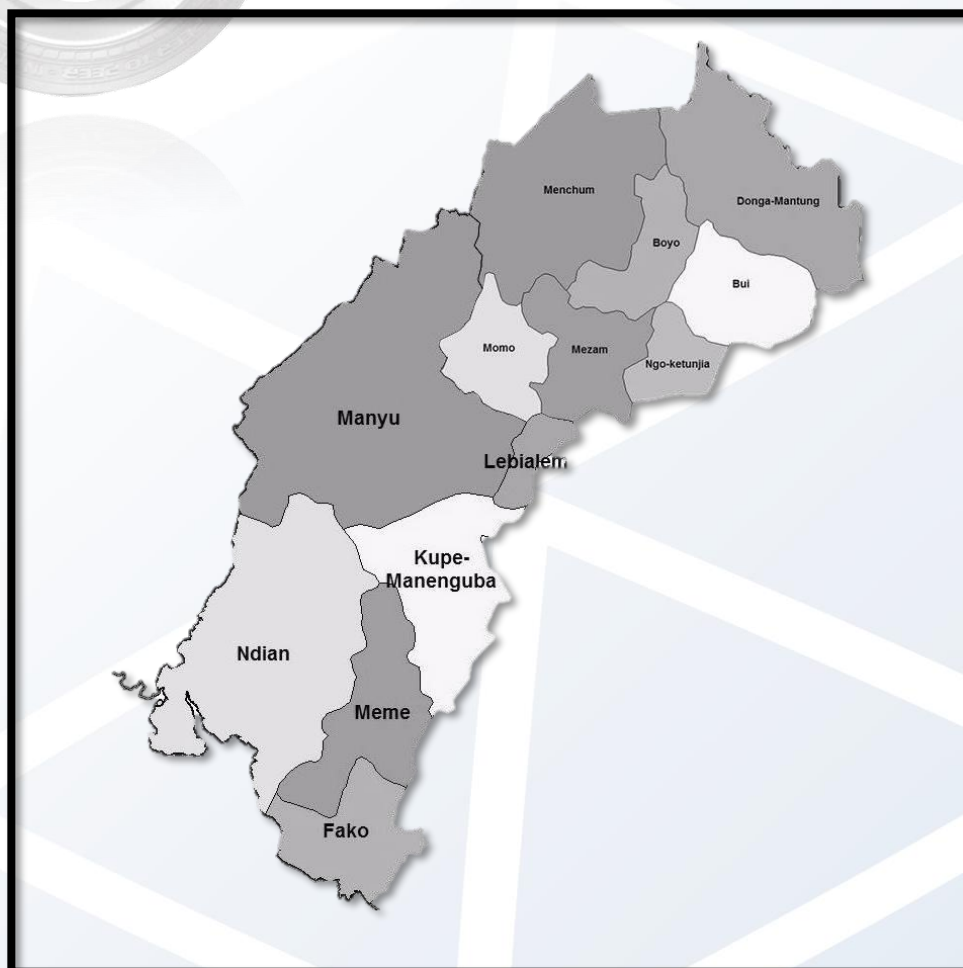 Menchum
Donga-Mantung
Boyo
Bui
Momo
Mezam
Ngo-ketunjia
Manyu
Lebialem
Kupe-
Manenguba
Ndian
Meme
Fako